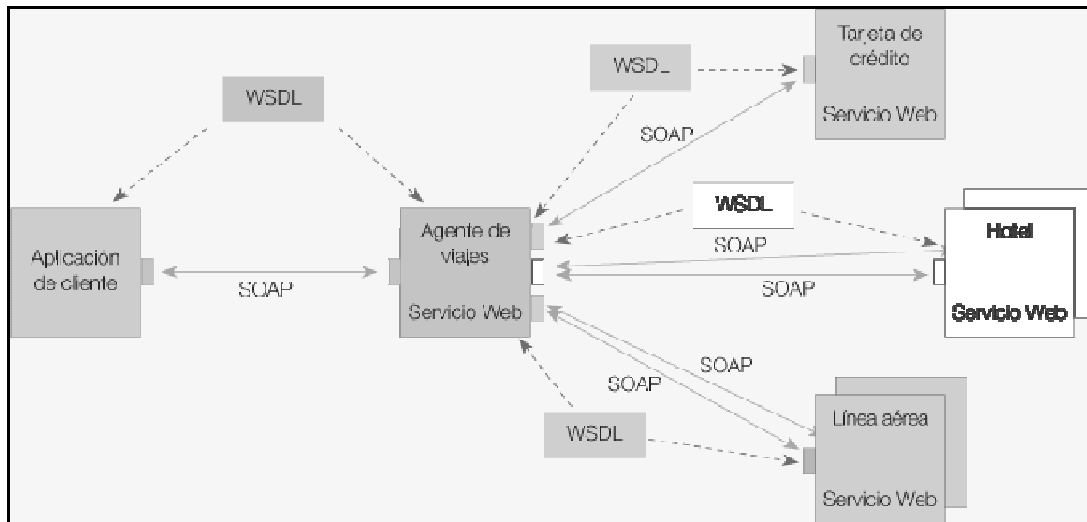 Tarjeta de
crédito
Servicio Web
WSDL
WSDL
SOAP
WSDL
Hotel
Servicio Web
Agente de
viajes
Servicio Web
SOAP
SOAP
Aplicación
de cliente
SOAP
SOAP
SOAP
WSDL
Línea aérea
Servicio Web